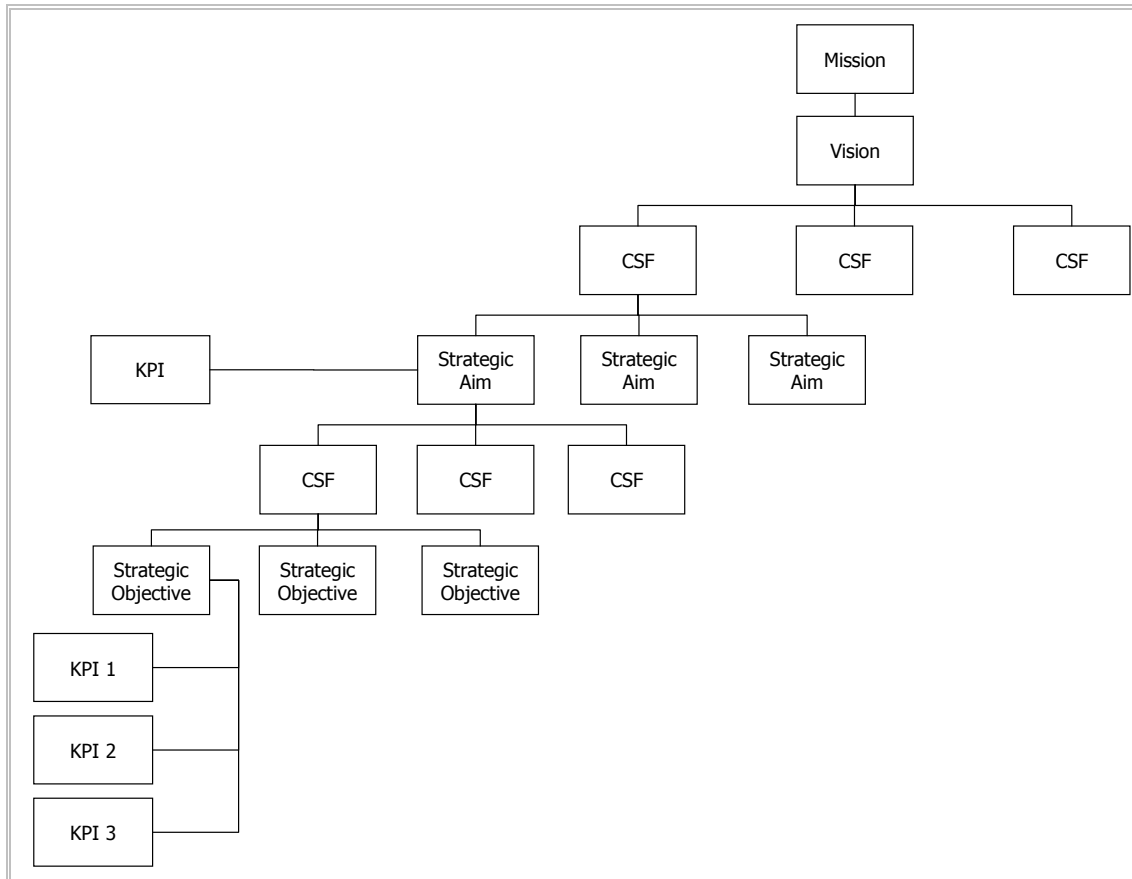 Mission
Vision
CSF
CSF
CSF
KPI
Strategic
Aim
Strategic
Aim
Strategic
Aim
CSF
CSF
CSF
Strategic
Objective
Strategic
Objective
Strategic
Objective
KPI 1
KPI 2
KPI 3